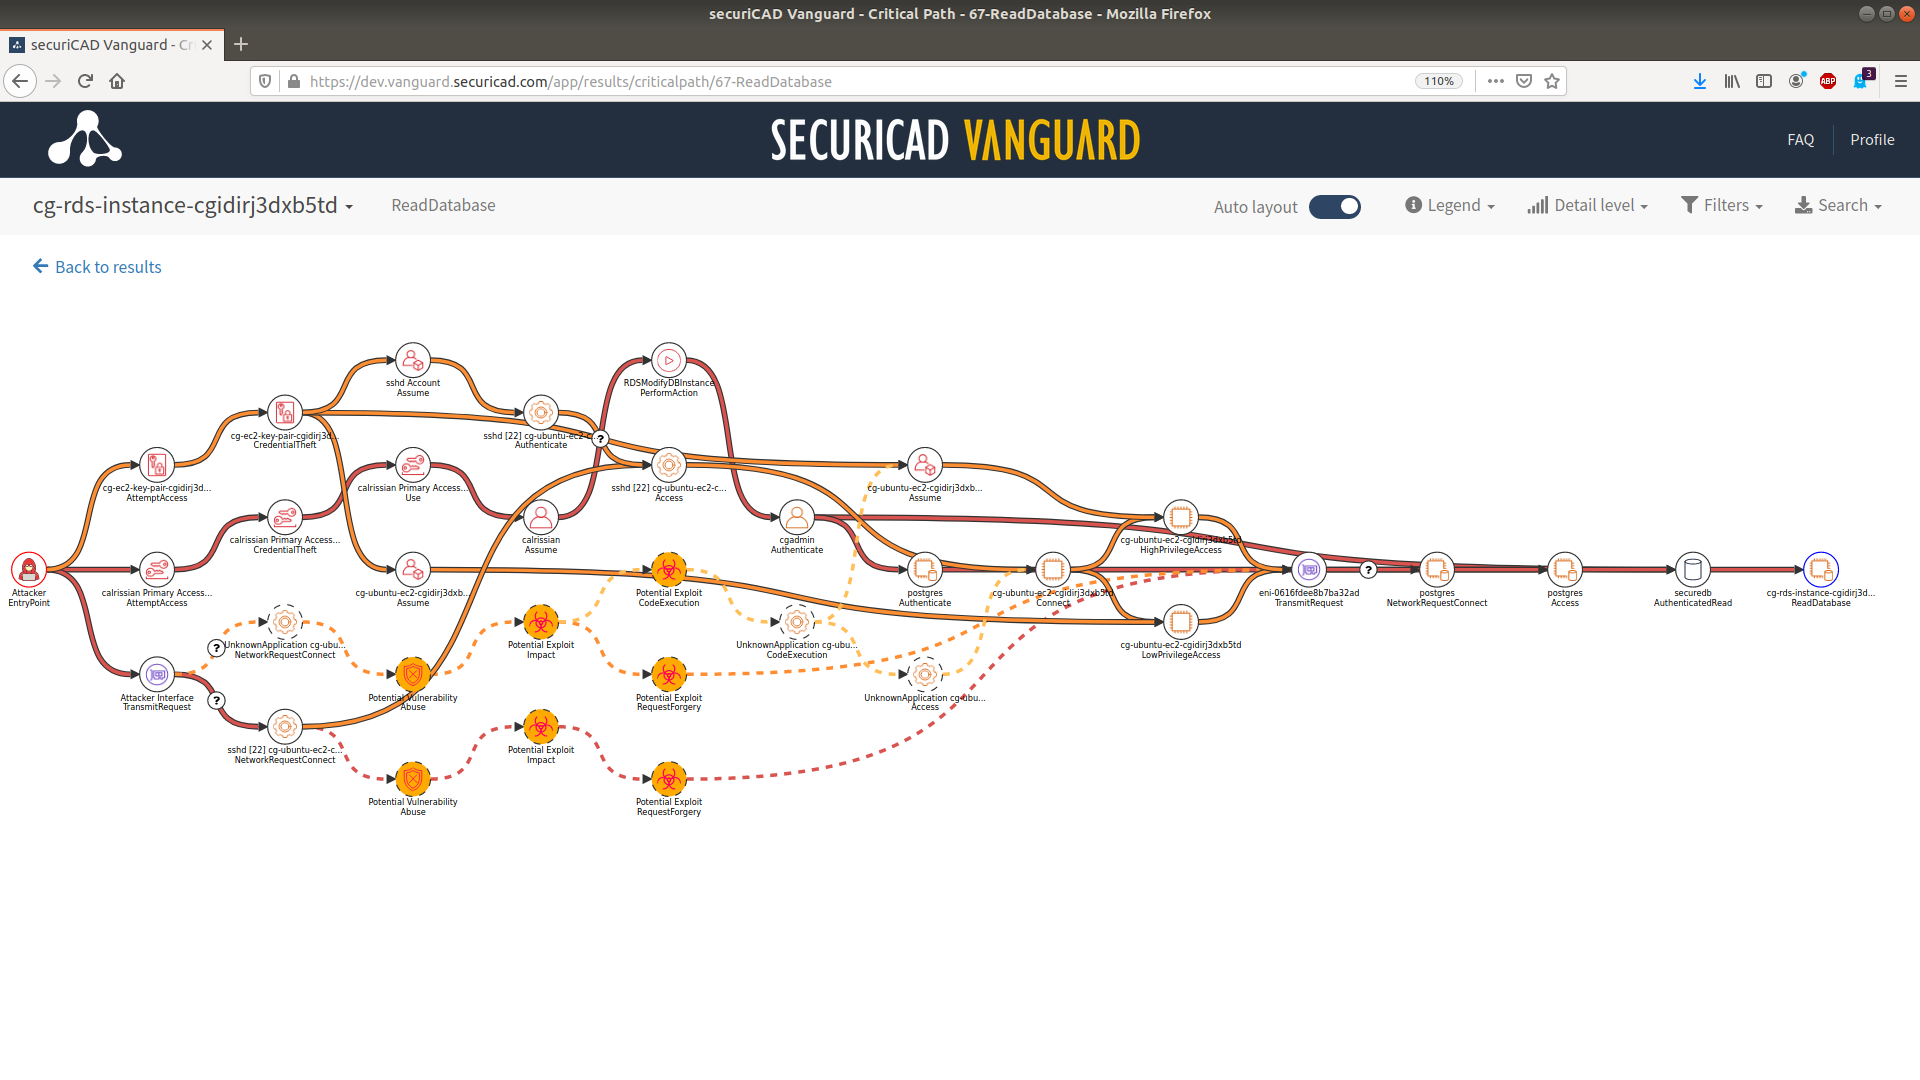 securiCAD Vanguard - Critical Path - 67-ReadDatabase - Mozilla Firefox
securiCAD Vanguard - Cr
https://dev.vanguard.securicad.com/app/results/criticalpath/67-ReadDatabase
110%
ABP
3
SECURICAD VANGUARD
FAQ
Profile
cg-rds-instance-cgidirj3dxb5td
ReadDatabase
Auto layout
Legend
Detail level
Filters
Search
Back to results
sshd Account
Assume
RDSModifyDBInstance
PerformAction
cg-ec2-key-pair-cgidirj3d...
CredentialTheft
sshd [22] cg-ubuntu-ec2-c...
Authenticate
?
cg-ec2-key-pair-cgidirj3d...
AttemptAccess
calrissian Primary Access...
Use
sshd [22] cg-ubuntu-ec2-c...
Access
cg-ubuntu-ec2-cgidirj3dxb...
Assume
calrissian Primary Access...
CredentialTheft
calrissian
Assume
cgadmin
Authenticate
cg-ubuntu-ec2-cgidirj3dxb5td
HighPrivilegeAccess
Attacker
EntryPoint
calrissian Primary Access...
AttemptAccess
cg-ubuntu-ec2-cgidirj3dxb...
Assume
Potential Exploit
CodeExecution
postgres
Authenticate
cg-ubuntu-ec2-cgidirj3dxb5td
Connect
eni-0616fdee8b7ba32ad
TransmitRequest
?
postgres
NetworkRequestConnect
postgres
Access
securedb
AuthenticatedRead
cg-rds-instance-cgidirj3d...
ReadDatabase
?
UnknownApplication cg-ubu...
NetworkRequestConnect
Potential Exploit
Impact
UnknownApplication cg-ubu...
CodeExecution
cg-ubuntu-ec2-cgidirj3dxb5td
LowPrivilegeAccess
Attacker Interface
TransmitRequest
?
Potential Vulnerability
Abuse
Potential Exploit
RequestForgery
UnknownApplication cg-ubu...
Access
sshd [22] cg-ubuntu-ec2-c...
NetworkRequestConnect
Potential Exploit
Impact
Potential Vulnerability
Abuse
Potential Exploit
RequestForgery